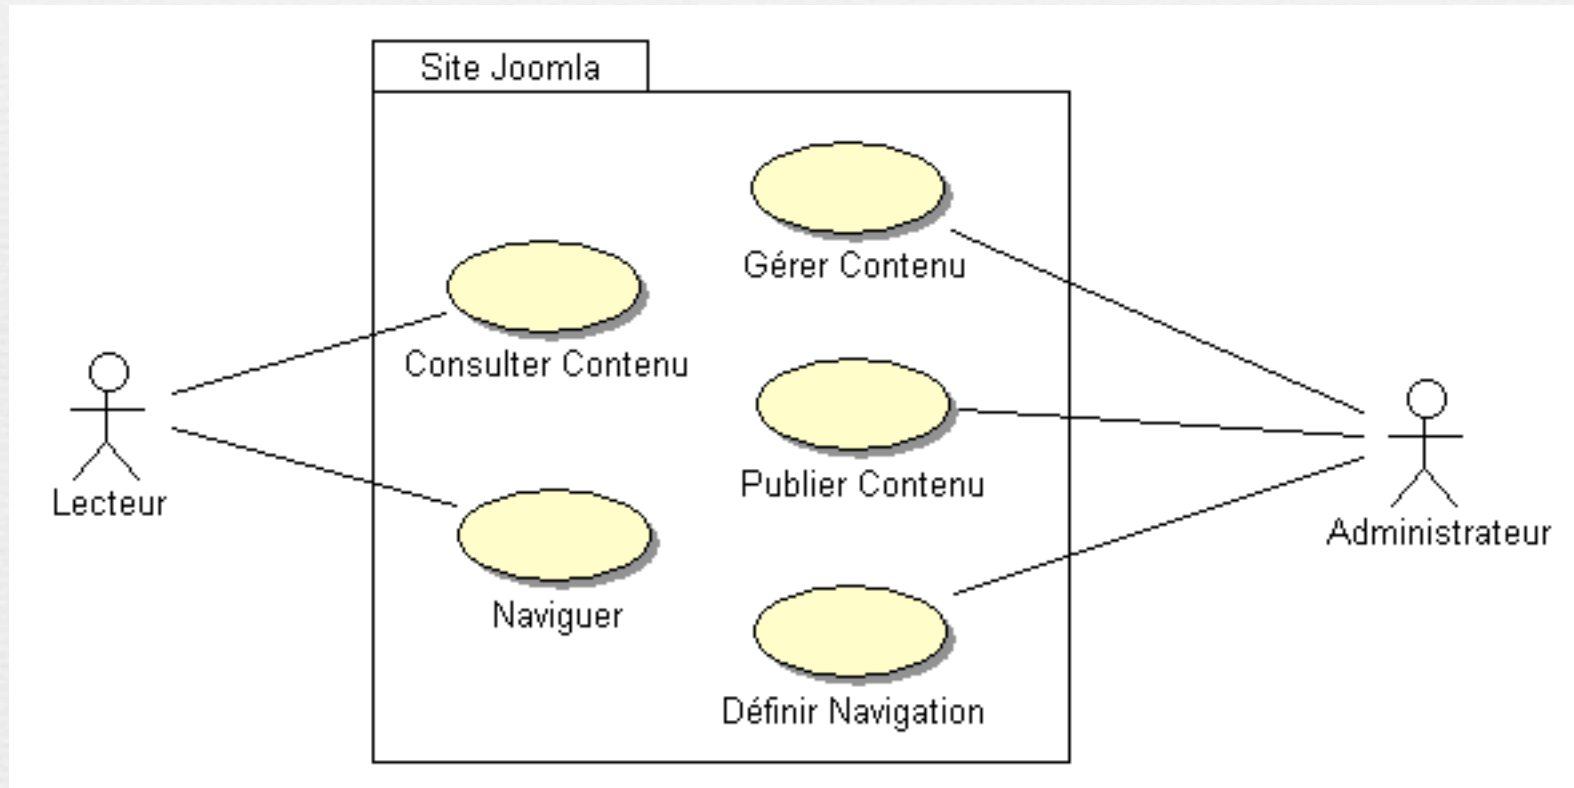 Site Joomla
Gérer Contenu
Consulter Contenu
Publier Contenu
Lecteur
Administrateur
Naviguer
Définir Navigation